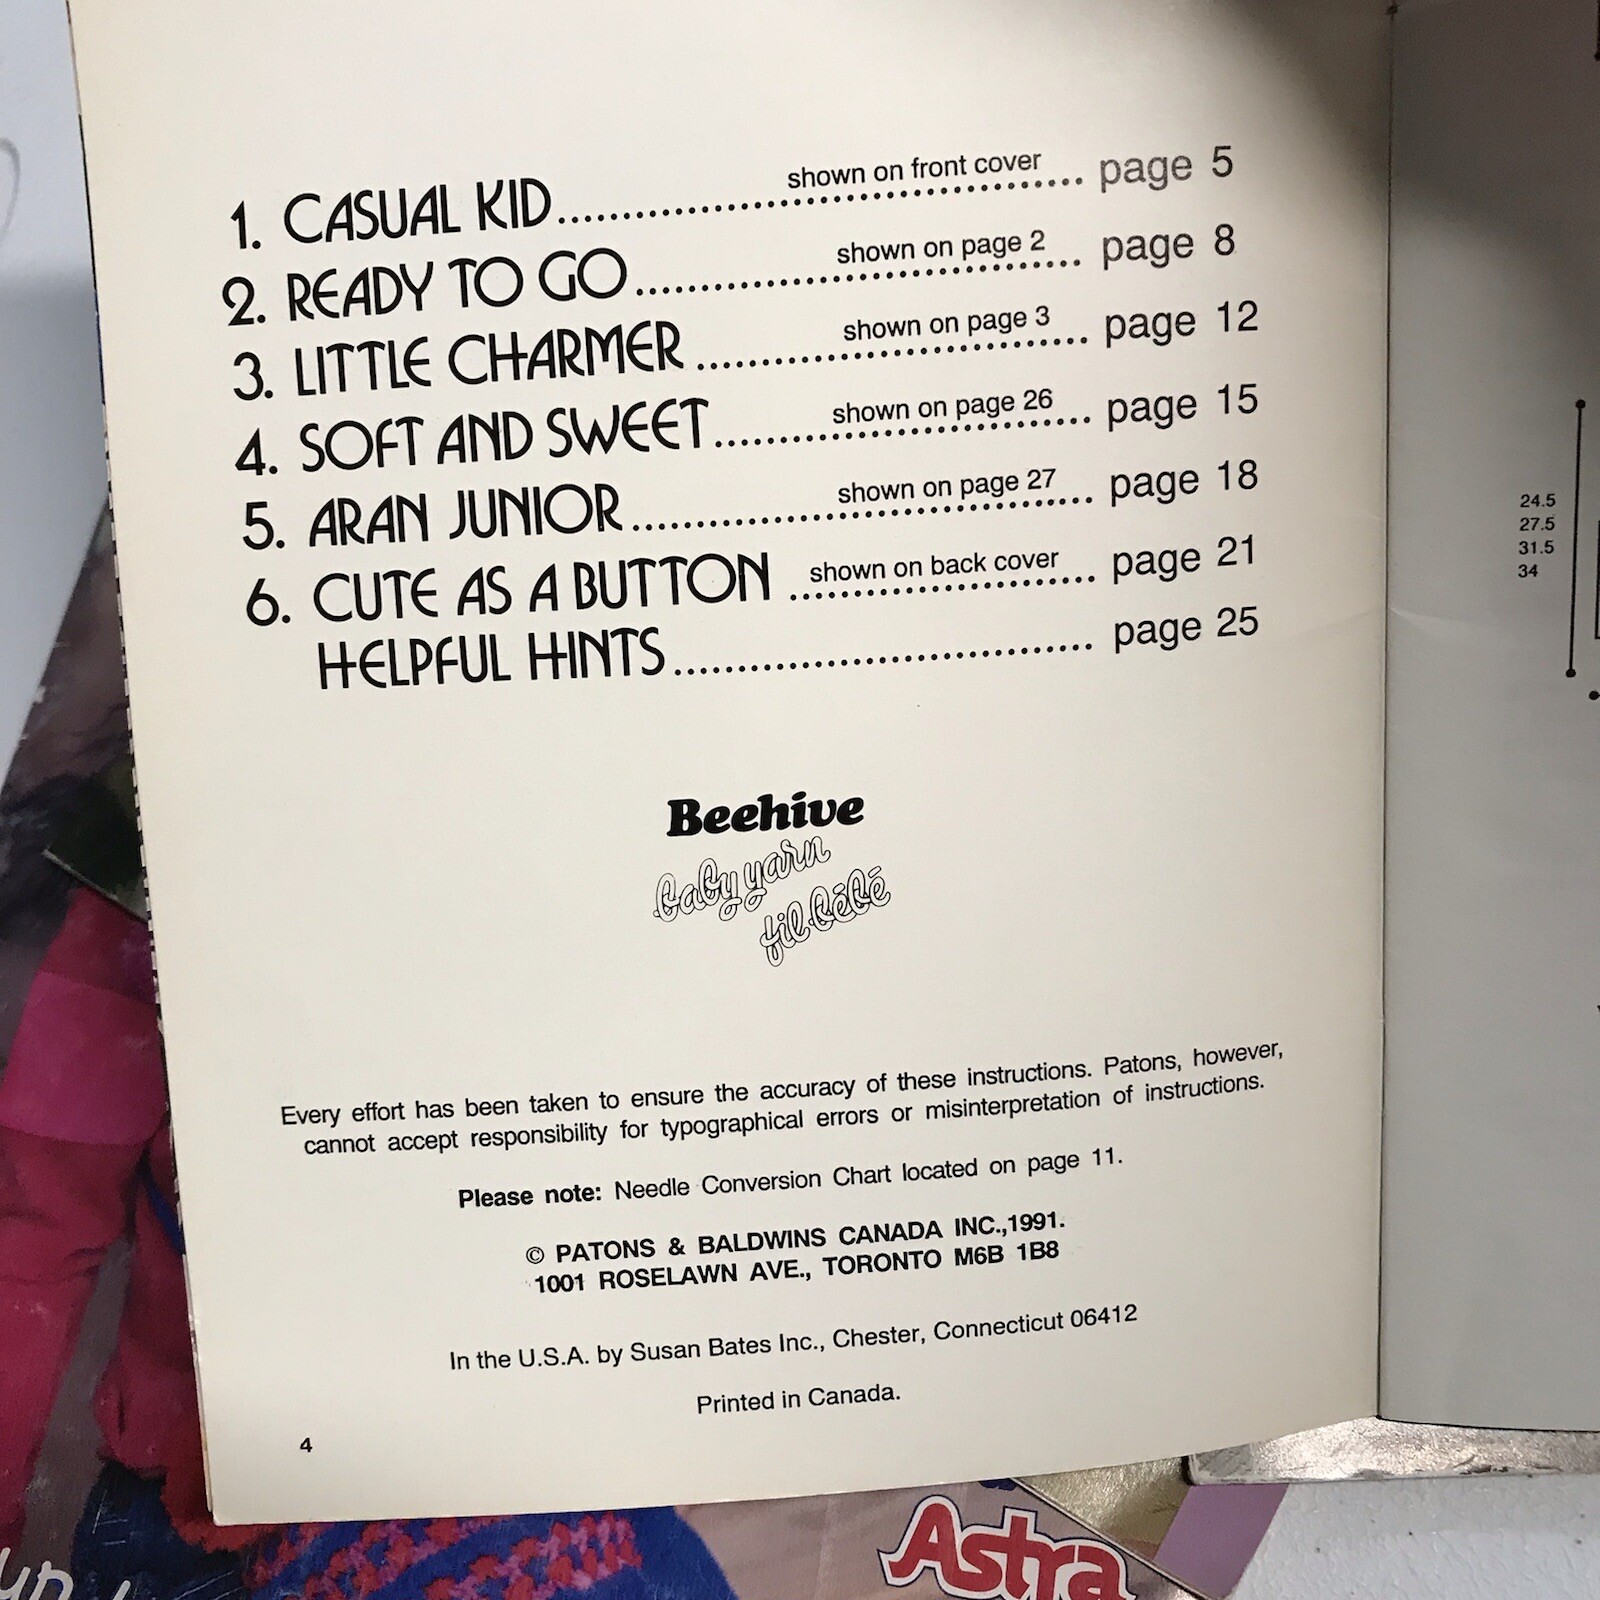 1. CASUAL KID.......... shown on front cover .... page 5
2. READY TO GO.......... shown on page 2 .... page 8
3. LITTLE CHARMER .......... shown on page 3 .... page 12
4. SOFT AND SWEET.......... shown on page 26 .... page 15
5. ARAN JUNIOR.......... shown on page 27 .... page 18
6. CUTE AS A BUTTON .......... shown on back cover .... page 21
HELPFUL HINTS.......... page 25
Beehive
baby yarn
fil bébé
Every effort has been taken to ensure the accuracy of these instructions. Patons, however,
cannot accept responsibility for typographical errors or misinterpretation of instructions.
Please note: Needle Conversion Chart located on page 11.
© PATONS & BALDWINS CANADA INC.,1991.
1001 ROSELAWN AVE., TORONTO M6B 1B8
In the U.S.A. by Susan Bates Inc., Chester, Connecticut 06412
Printed in Canada.
4
24.5
27.5
31.5
34
Astra